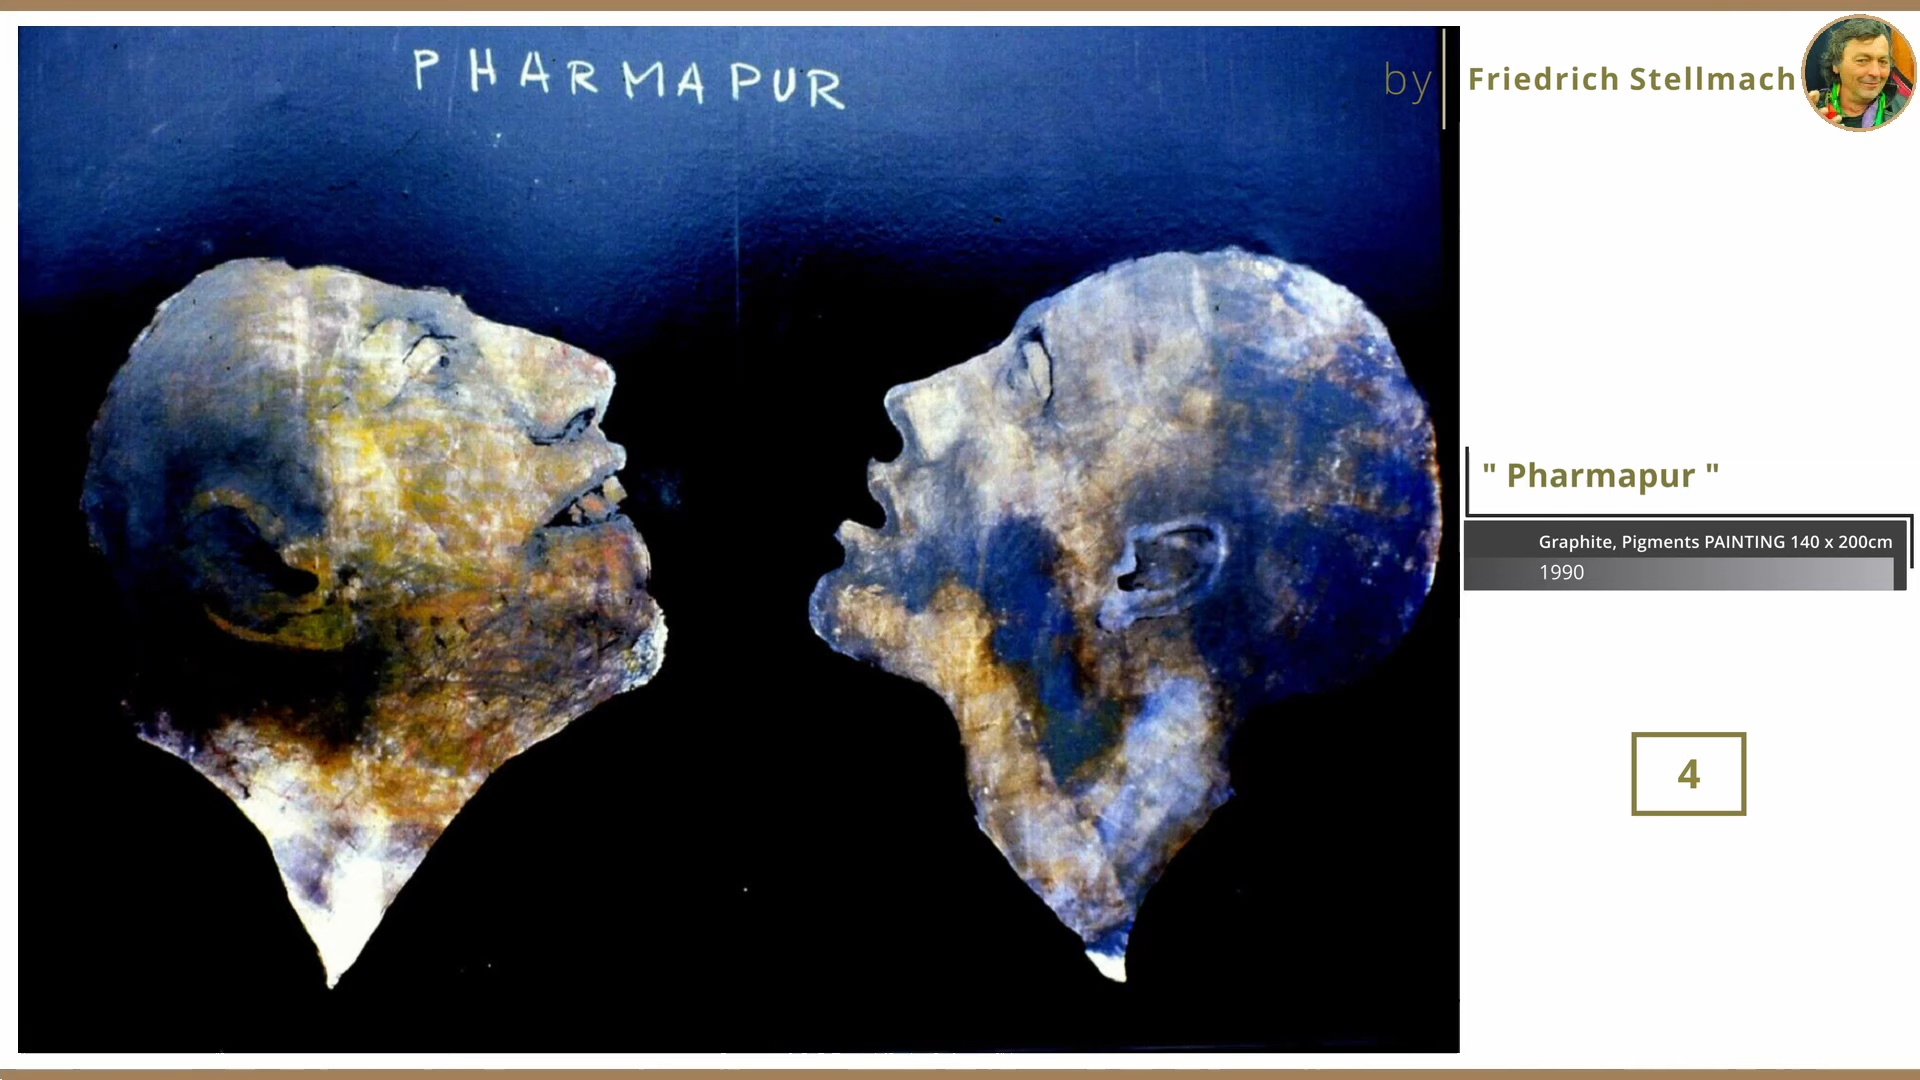 PHARMAPUR
by Friedrich Stellmach
" Pharmapur "
Graphite, Pigments PAINTING 140 x 200cm
1990
4